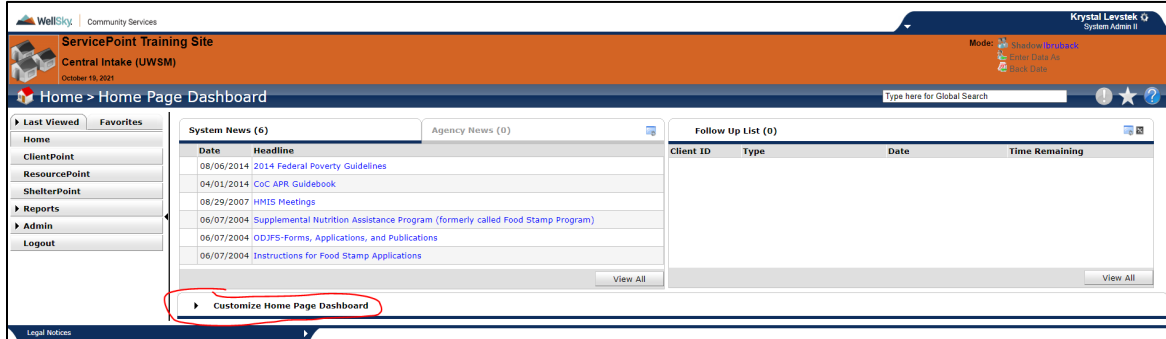 WellSky. Community Services
Krystal Levstek
System Admin II
ServicePoint Training Site
Central Intake (UWSM)
October 19, 2021
Mode: Shadow lbruback
Enter Data As
Back Date
Home > Home Page Dashboard
Type here for Global Search
Last Viewed Favorites
Home
ClientPoint
ResourcePoint
ShelterPoint
Reports
Admin
Logout
System News (6) Agency News (0)
Date Headline
08/06/2014 2014 Federal Poverty Guidelines
04/01/2014 CoC APR Guidebook
08/29/2007 HMIS Meetings
06/07/2004 Supplemental Nutrition Assistance Program (formerly called Food Stamp Program)
06/07/2004 ODJFS-Forms, Applications, and Publications
06/07/2004 Instructions for Food Stamp Applications
View All
Follow Up List (0)
Client ID Type Date Time Remaining
View All
Customize Home Page Dashboard
Legal Notices